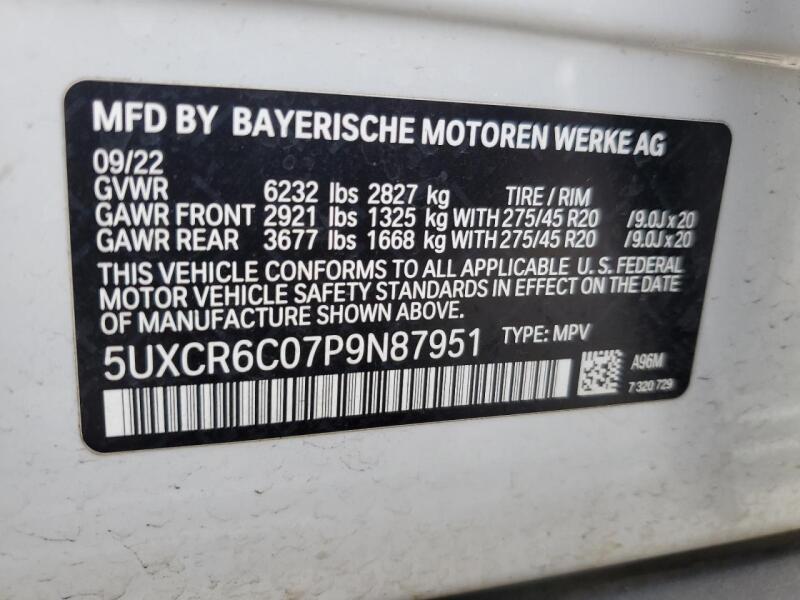 MFD BY BAYERISCHE MOTOREN WERKE AG
09/22
GVWR 6232 lbs 2827 kg TIRE / RIM
GAWR FRONT 2921 lbs 1325 kg WITH 275/45 R20 /9.0J x 20
GAWR REAR 3677 lbs 1668 kg WITH 275/45 R20 /9.0J x 20
THIS VEHICLE CONFORMS TO ALL APPLICABLE U. S. FEDERAL
MOTOR VEHICLE SAFETY STANDARDS IN EFFECT ON THE DATE
OF MANUFACTURE SHOWN ABOVE.
5UXCR6C07P9N87951 TYPE: MPV
A96M
7 320 729